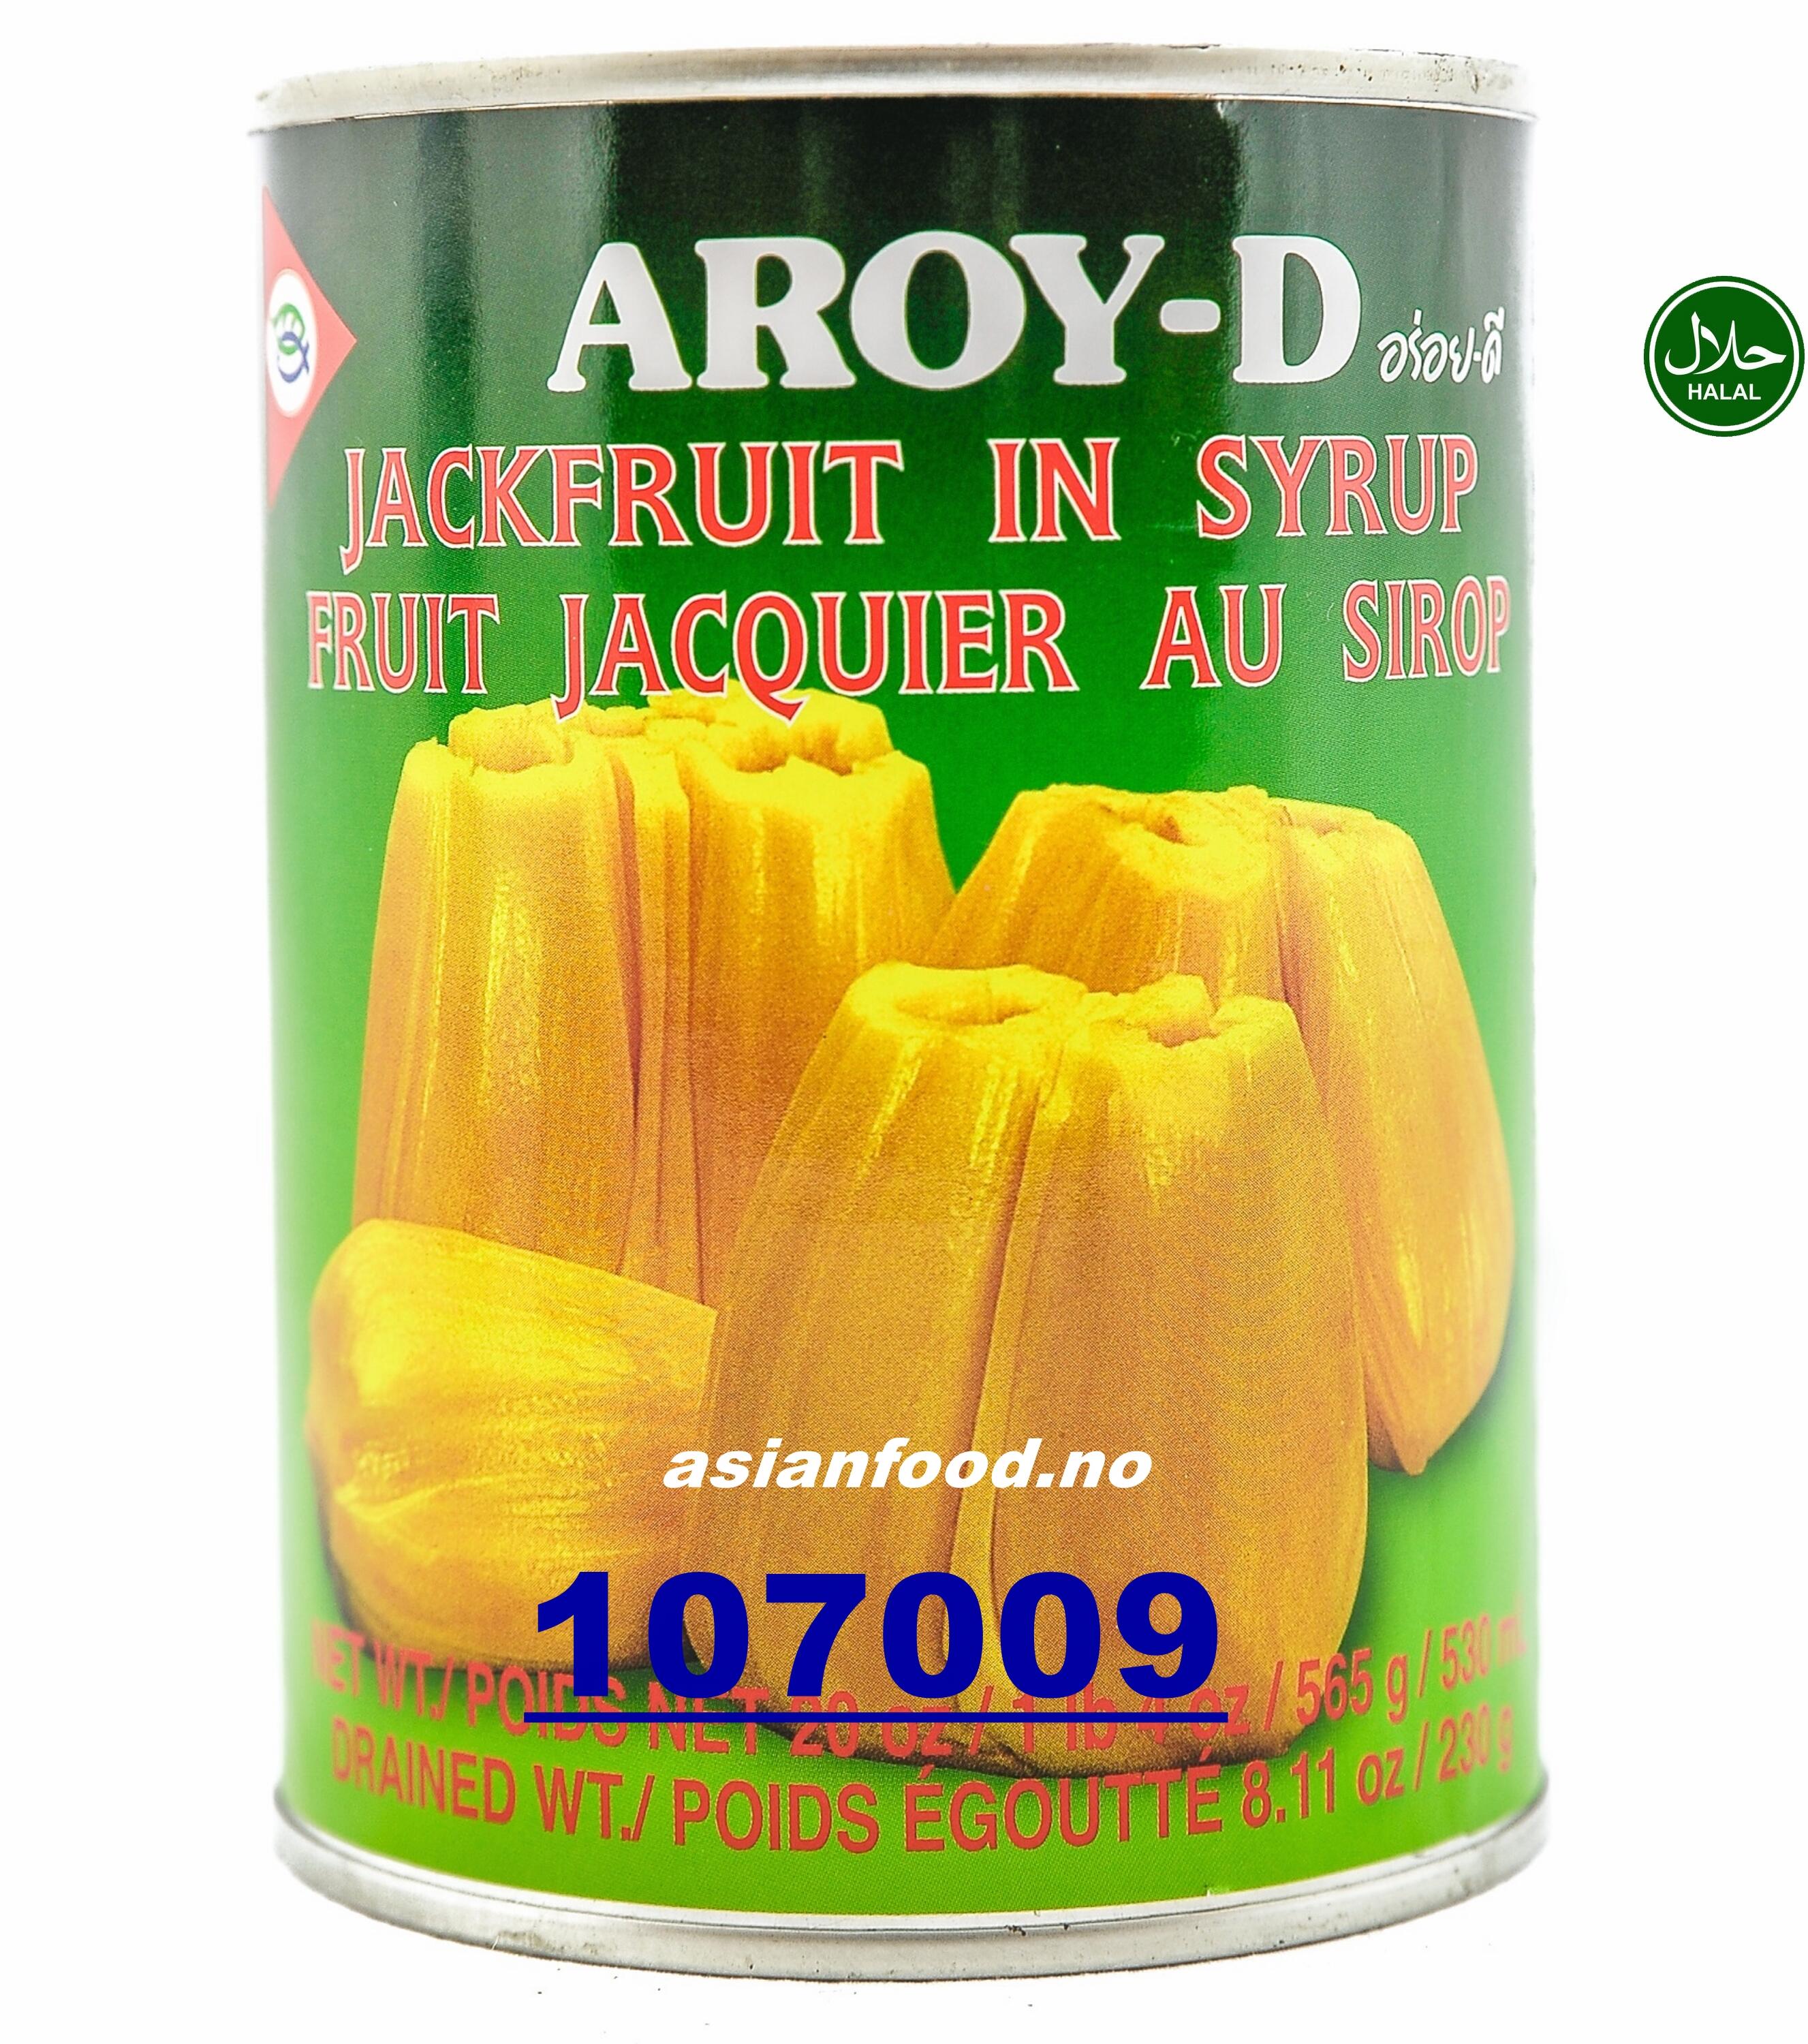 AROY-D อร่อย-ดี
حلال
HALAL
JACKFRUIT IN SYRUP
FRUIT JACQUIER AU SIROP
asianfood.no
107009
NET WT./ POIDS NET 20 oz / 1 lb 4 oz / 565 g / 530 mL
DRAINED WT./ POIDS ÉGOUTTÉ 8.11 oz / 230 g